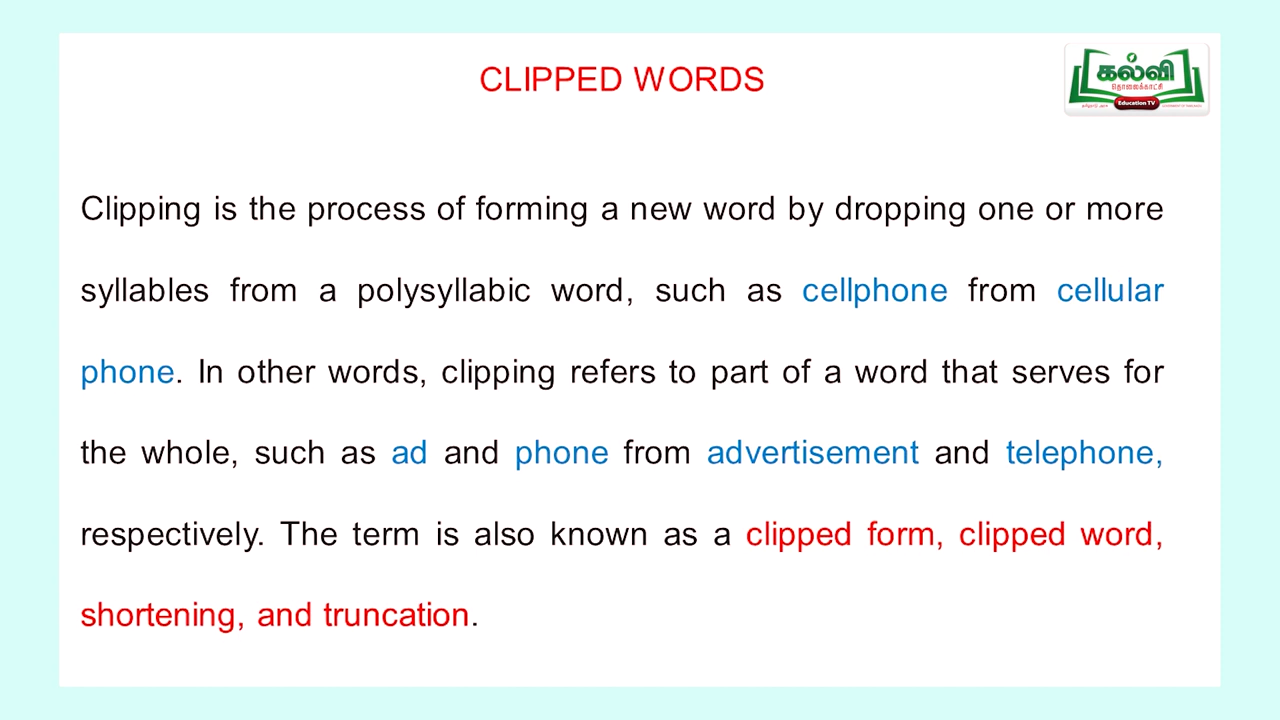 CLIPPED WORDS
கல்வி
தொலைக்காட்சி
Education TV
Clipping is the process of forming a new word by dropping one or more
syllables from a polysyllabic word, such as cellphone from cellular
phone. In other words, clipping refers to part of a word that serves for
the whole, such as ad and phone from advertisement and telephone,
respectively. The term is also known as a clipped form, clipped word,
shortening, and truncation.